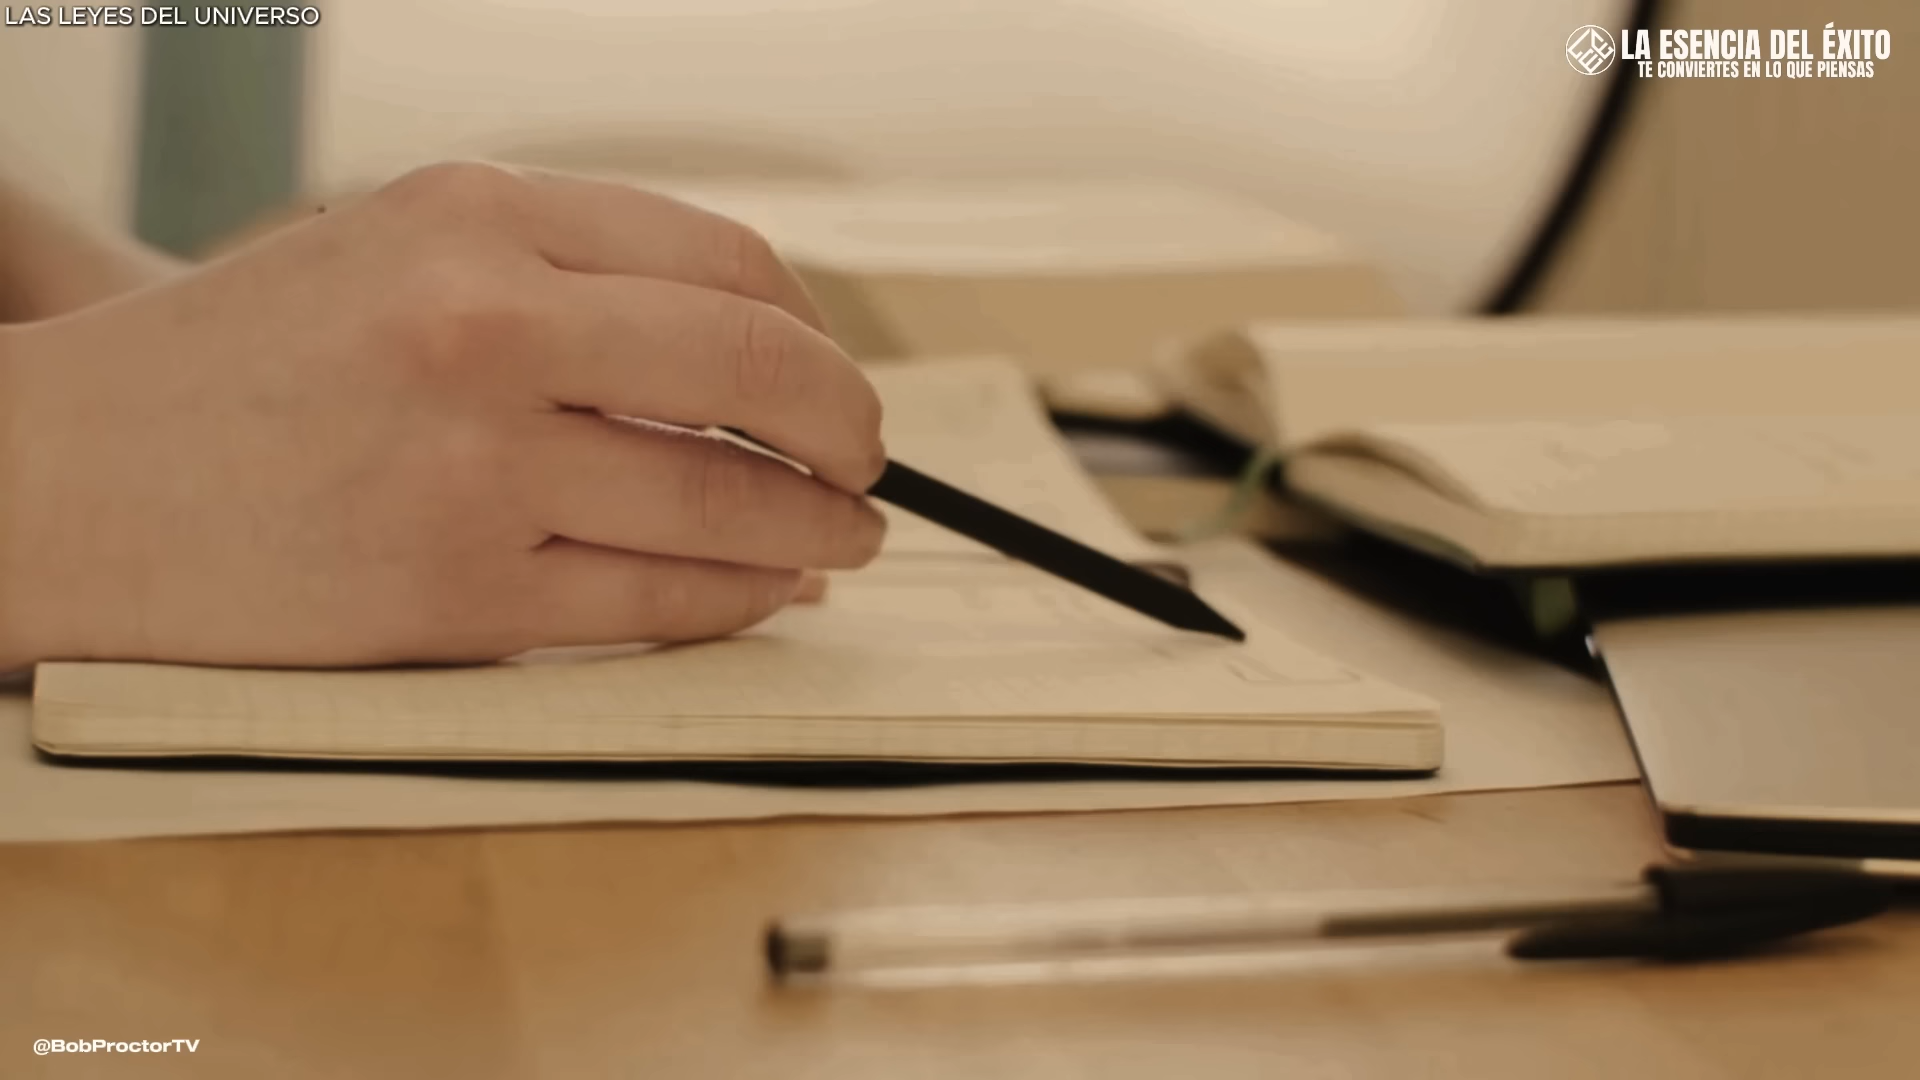 LAS LEYES DEL UNIVERSO
LA ESENCIA DEL ÉXITO
TE CONVIERTES EN LO QUE PIENSAS
@BobProctorTV